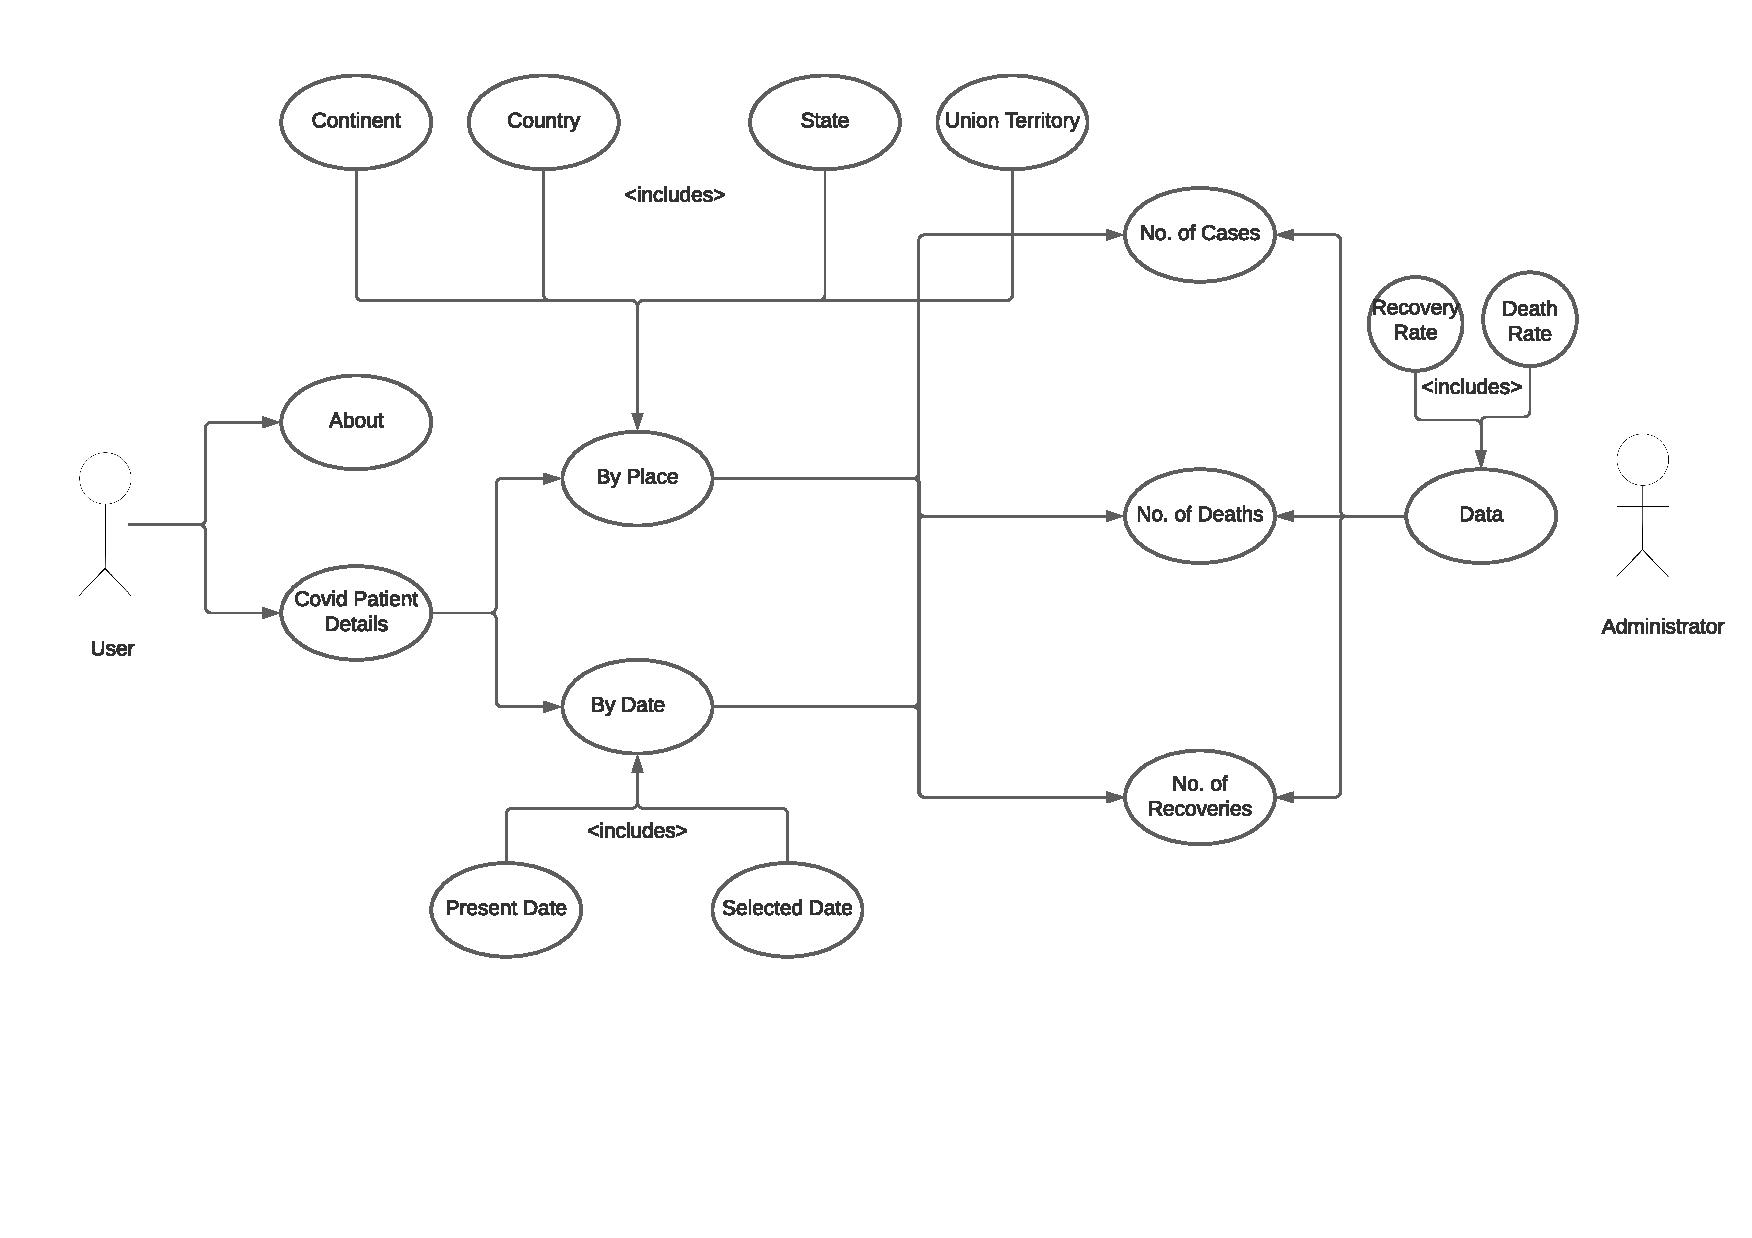 Continent
Country
State
Union Territory
<includes>
No. of Cases
Recovery
Rate
Death
Rate
<includes>
About
By Place
No. of Deaths
Data
Covid Patient
Details
User
Administrator
By Date
No. of
Recoveries
<includes>
Present Date
Selected Date